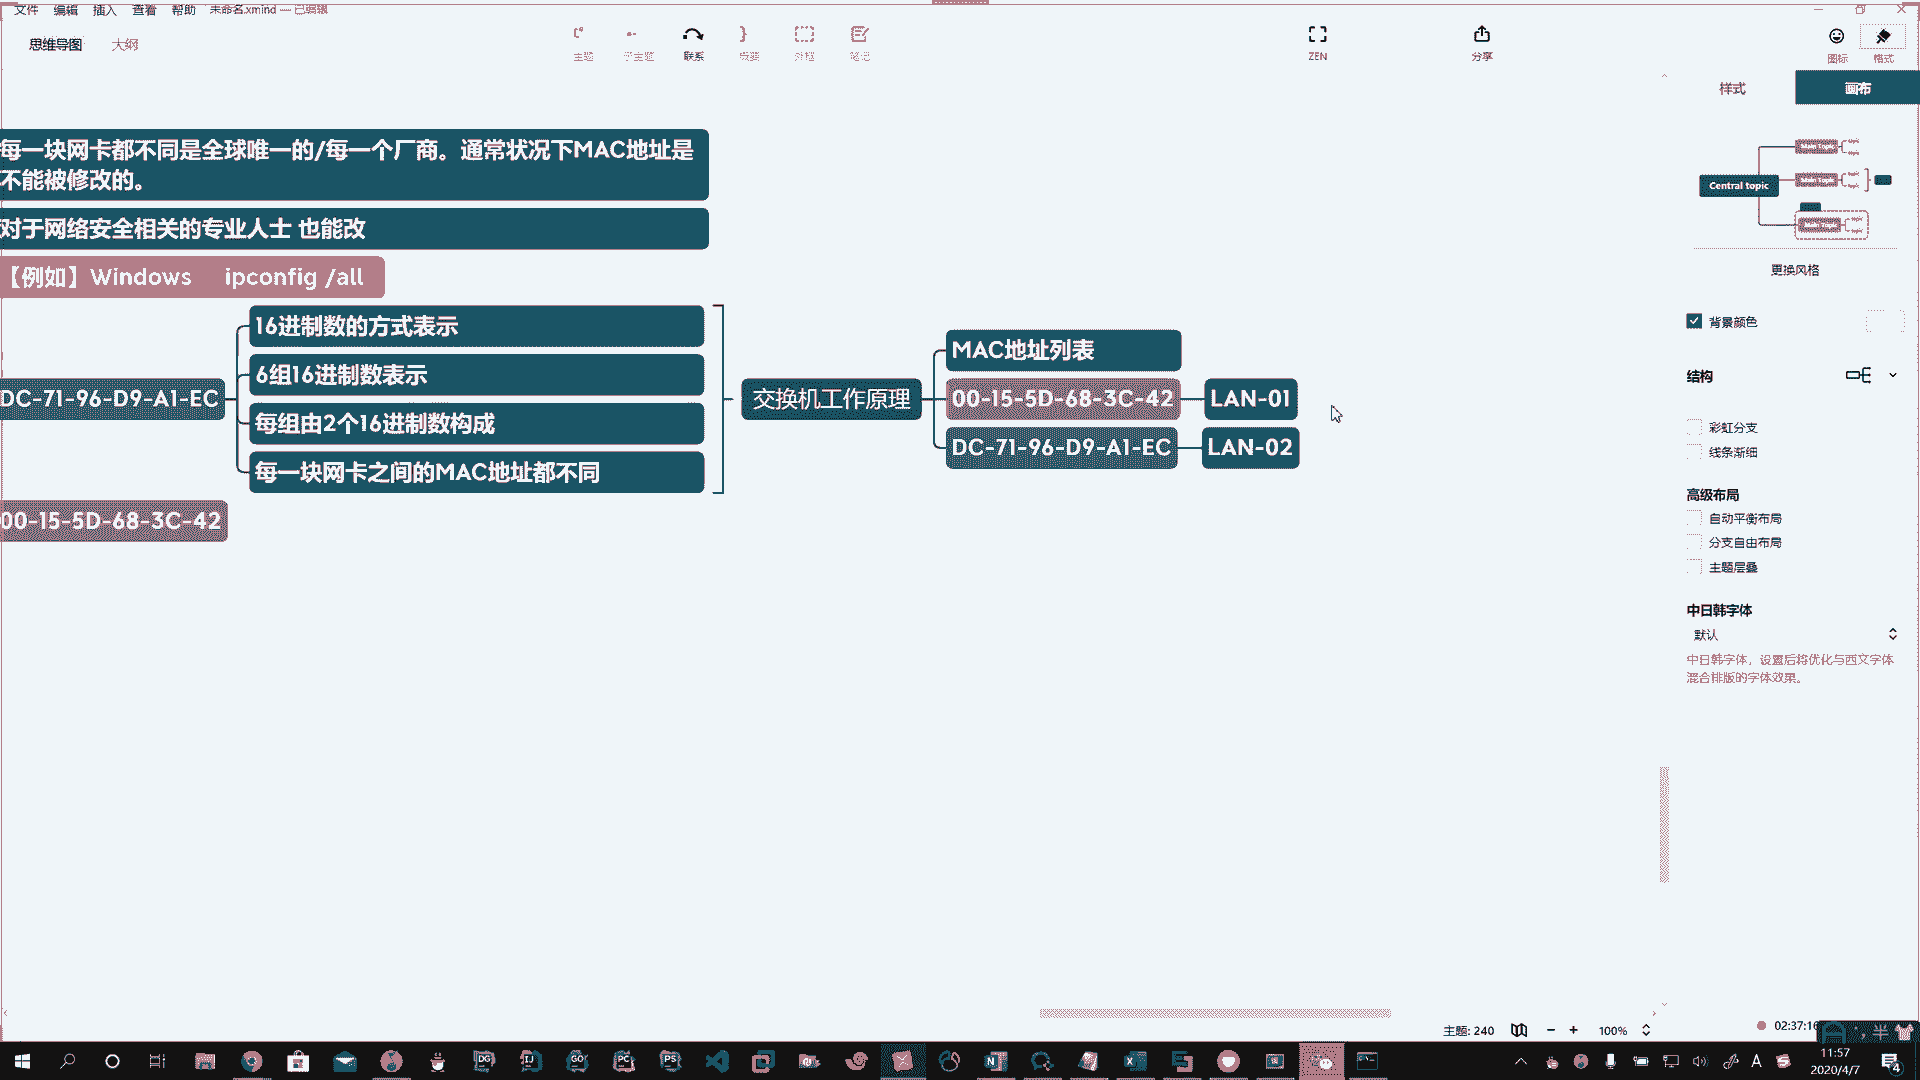 文件 编辑 插入 查看 帮助 未命名.xmind — 已编辑
思维导图 大纲
主题 子主题 联系 概要 外框 笔记 ZEN 分享 图标 格式
样式 画布
每一块网卡都不同是全球唯一的/每一个厂商。通常状况下MAC地址是
不能被修改的。
对于网络安全相关的专业人士 也能改
【例如】Windows ipconfig /all
DC-71-96-D9-A1-EC
16进制数的方式表示
6组16进制数表示
每组由2个16进制数构成
每一块网卡之间的MAC地址都不同
00-15-5D-68-3C-42
交换机工作原理
MAC地址列表
00-15-5D-68-3C-42 LAN-01
DC-71-96-D9-A1-EC LAN-02
Central topic
更换风格
背景颜色
结构
彩虹分支
线条渐细
高级布局
自动平衡布局
分支自由布局
主题层叠
中日韩字体
默认
中日韩字体，设置后将优化与西文字体
混合排版的字体效果。
主题: 240 100% 02:37:16
半
11:57
2020/4/7